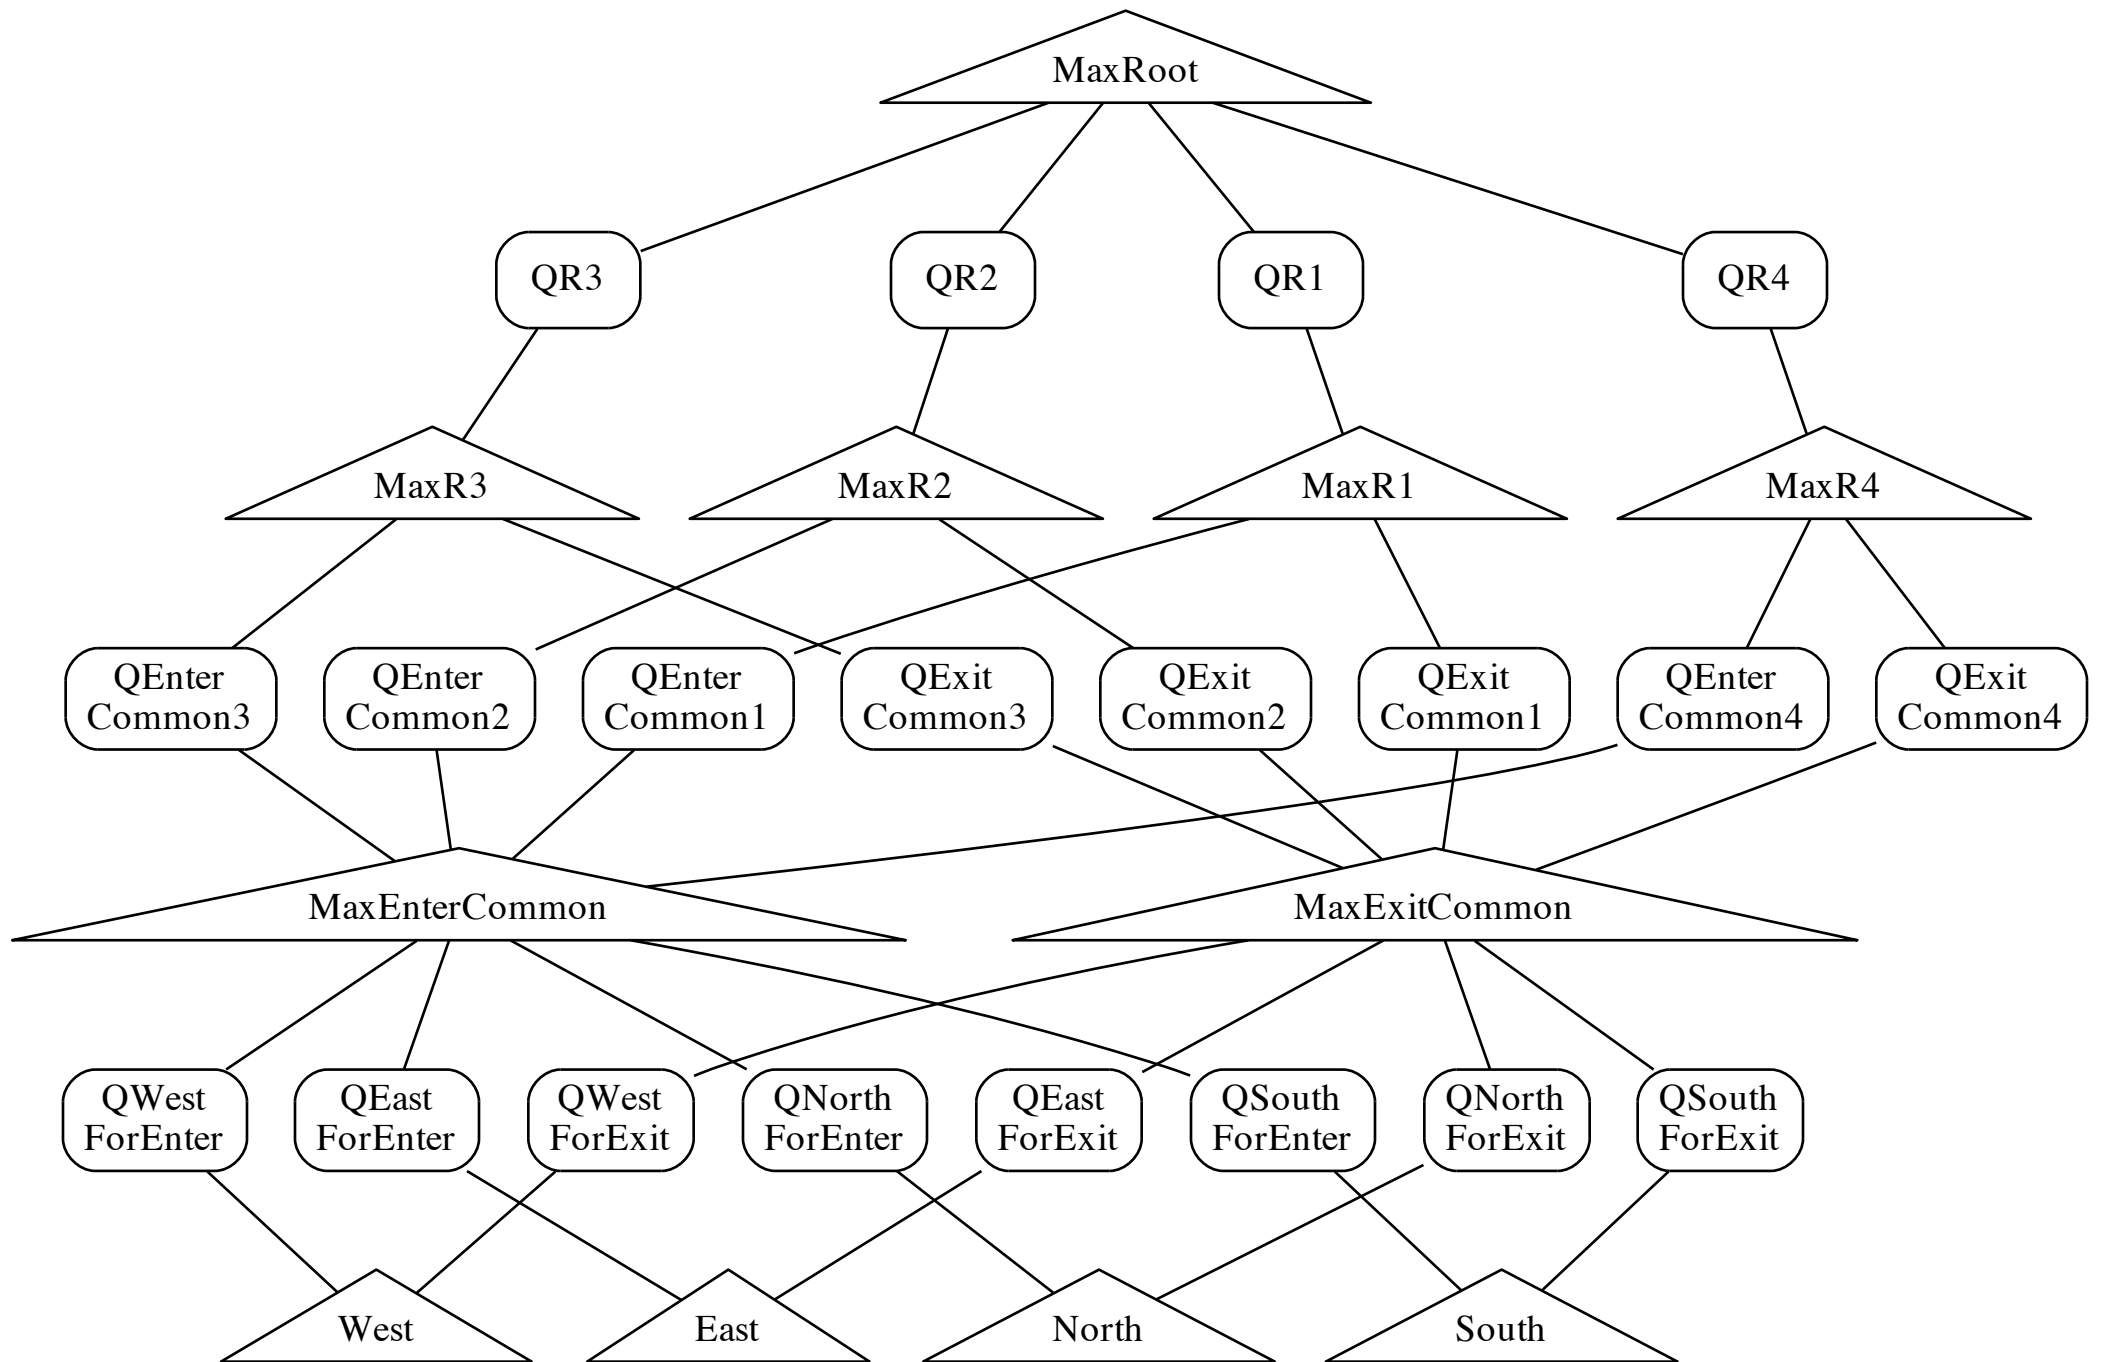 MaxRoot
QR3
QR2
QR1
QR4
MaxR3
MaxR2
MaxR1
MaxR4
QEnter
Common3
QEnter
Common2
QEnter
Common1
QExit
Common3
QExit
Common2
QExit
Common1
QEnter
Common4
QExit
Common4
MaxEnterCommon
MaxExitCommon
QWest
ForEnter
QEast
ForEnter
QWest
ForExit
QNorth
ForEnter
QEast
ForExit
QSouth
ForEnter
QNorth
ForExit
QSouth
ForExit
West
East
North
South